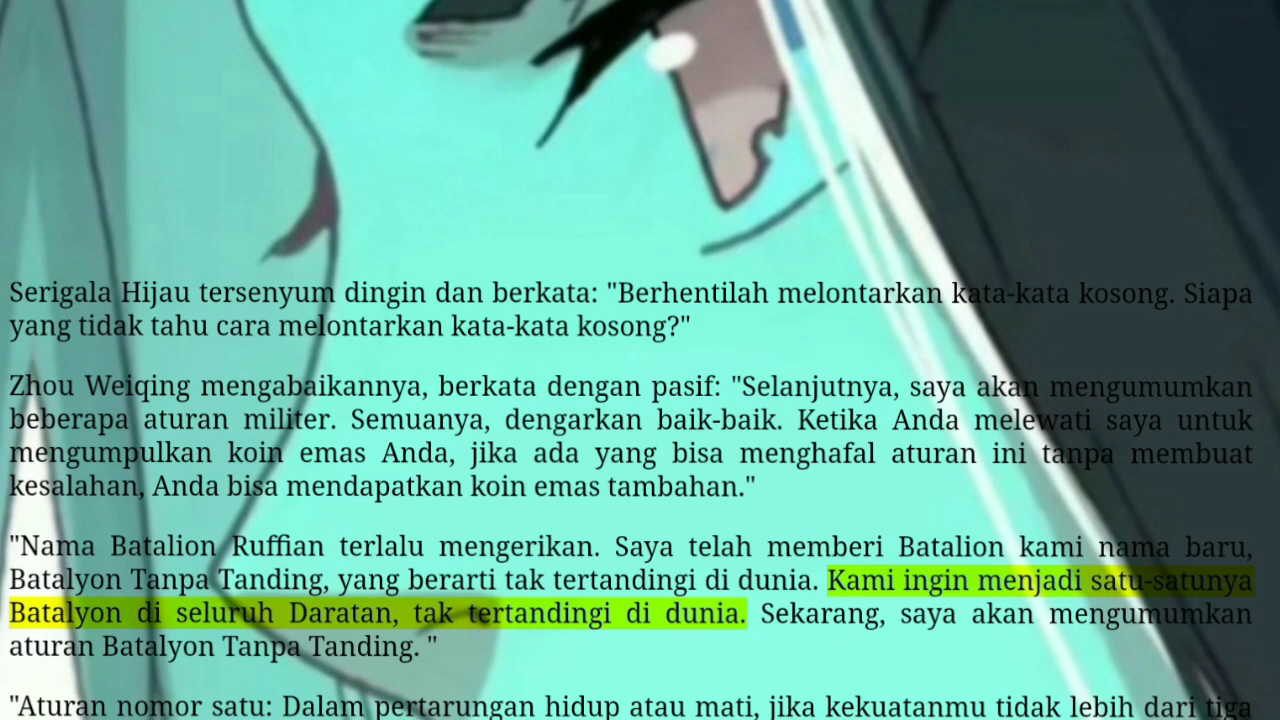 Serigala Hijau tersenyum dingin dan berkata: "Berhentilah melontarkan kata-kata kosong. Siapa
yang tidak tahu cara melontarkan kata-kata kosong?"
Zhou Weiqing mengabaikannya, berkata dengan pasif: "Selanjutnya, saya akan mengumumkan
beberapa aturan militer. Semuanya, dengarkan baik-baik. Ketika Anda melewati saya untuk
mengumpulkan koin emas Anda, jika ada yang bisa menghafal aturan ini tanpa membuat
kesalahan, Anda bisa mendapatkan koin emas tambahan."
"Nama Batalion Ruffian terlalu mengerikan. Saya telah memberi Batalion kami nama baru,
Batalyon Tanpa Tanding, yang berarti tak tertandingi di dunia. Kami ingin menjadi satu-satunya
Batalyon di seluruh Daratan, tak tertandingi di dunia. Sekarang, saya akan mengumumkan
aturan Batalyon Tanpa Tanding. "
"Aturan nomor satu: Dalam pertarungan hidup atau mati, jika kekuatanmu tidak lebih dari tiga